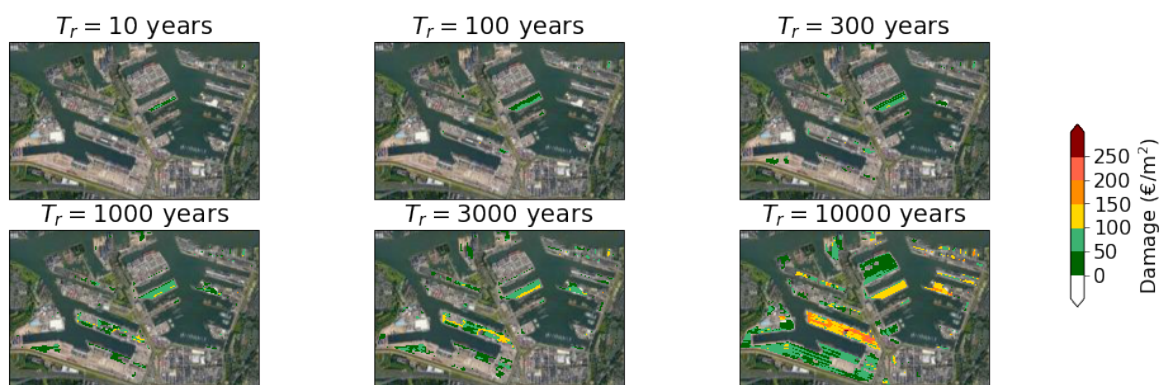 T_r = 10 years
T_r = 100 years
T_r = 300 years
T_r = 1000 years
T_r = 3000 years
T_r = 10000 years
250
200
150
100
50
0
Damage (€/m²)